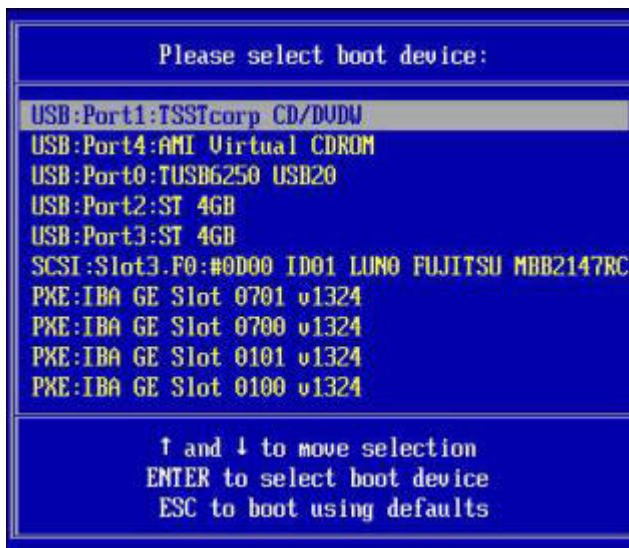 Please select boot device:
USB:Port1:TSSTcorp CD/DVDW
USB:Port4:AMI Virtual CDROM
USB:Port0:TUSB6250 USB20
USB:Port2:ST 4GB
USB:Port3:ST 4GB
SCSI:Slot3.F0:#0D00 ID01 LUN0 FUJITSU MBB2147RC
PXE:IBA GE Slot 0701 v1324
PXE:IBA GE Slot 0700 v1324
PXE:IBA GE Slot 0101 v1324
PXE:IBA GE Slot 0100 v1324
↑ and ↓ to move selection
ENTER to select boot device
ESC to boot using defaults